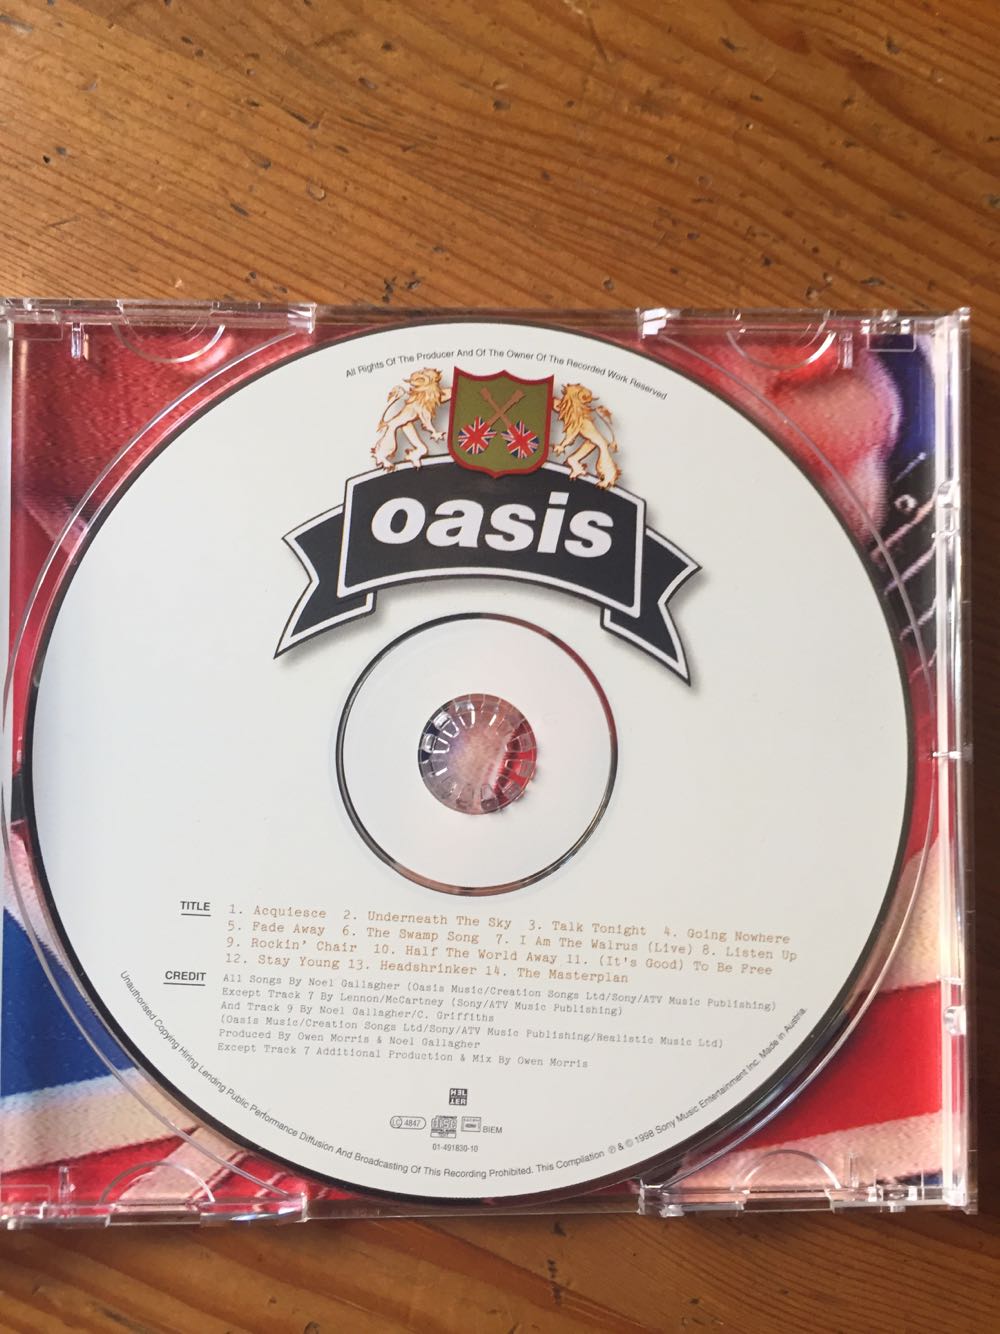 All Rights Of The Producer And Of The Owner Of The Recorded Work Reserved
oasis
TITLE 1. Acquiesce 2. Underneath The Sky 3. Talk Tonight 4. Going Nowhere
5. Fade Away 6. The Swamp Song 7. I Am The Walrus (Live) 8. Listen Up
9. Rockin' Chair 10. Half The World Away 11. (It's Good) To Be Free
12. Stay Young 13. Headshrinker 14. The Masterplan
CREDIT All Songs By Noel Gallagher (Oasis Music/Creation Songs Ltd/Sony/ATV Music Publishing)
Except Track 7 By Lennon/McCartney (Sony/ATV Music Publishing)
And Track 9 By Noel Gallagher/C. Griffiths
(Oasis Music/Creation Songs Ltd/Sony/ATV Music Publishing/Realistic Music Ltd)
Produced By Owen Morris & Noel Gallagher
Except Track 7 Additional Production & Mix By Owen Morris
HEL
TER
LC 4847 BIEM
01-491830-10
Unauthorised Copying Hiring Lending Public Performance Diffusion And Broadcasting Of This Recording Prohibited. This Compilation ℗ & © 1998 Sony Music Entertainment Inc. Made in Austria.